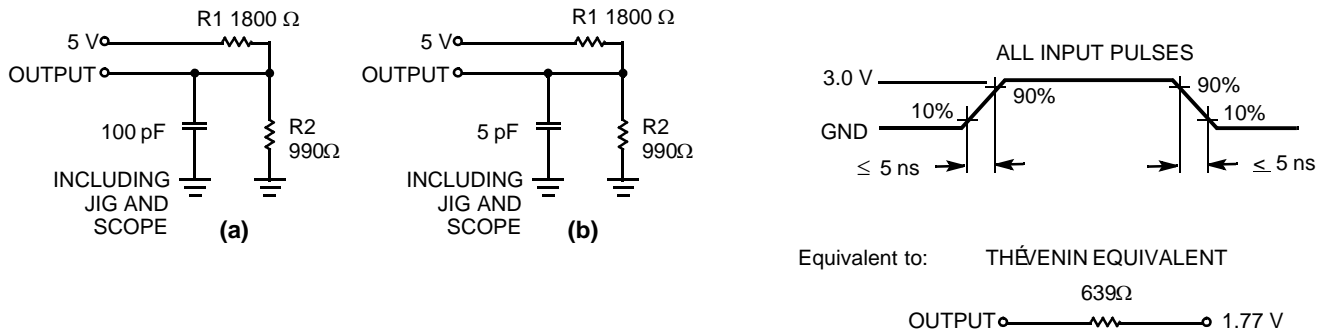 R1 1800 Ω
5 V
OUTPUT
100 pF
R2
990Ω
INCLUDING
JIG AND
SCOPE
(a)
R1 1800 Ω
5 V
OUTPUT
5 pF
R2
990Ω
INCLUDING
JIG AND
SCOPE
(b)
ALL INPUT PULSES
3.0 V
90%
90%
10%
10%
GND
≤ 5 ns
≤ 5 ns
Equivalent to: THÉVENIN EQUIVALENT
639Ω
OUTPUT
1.77 V